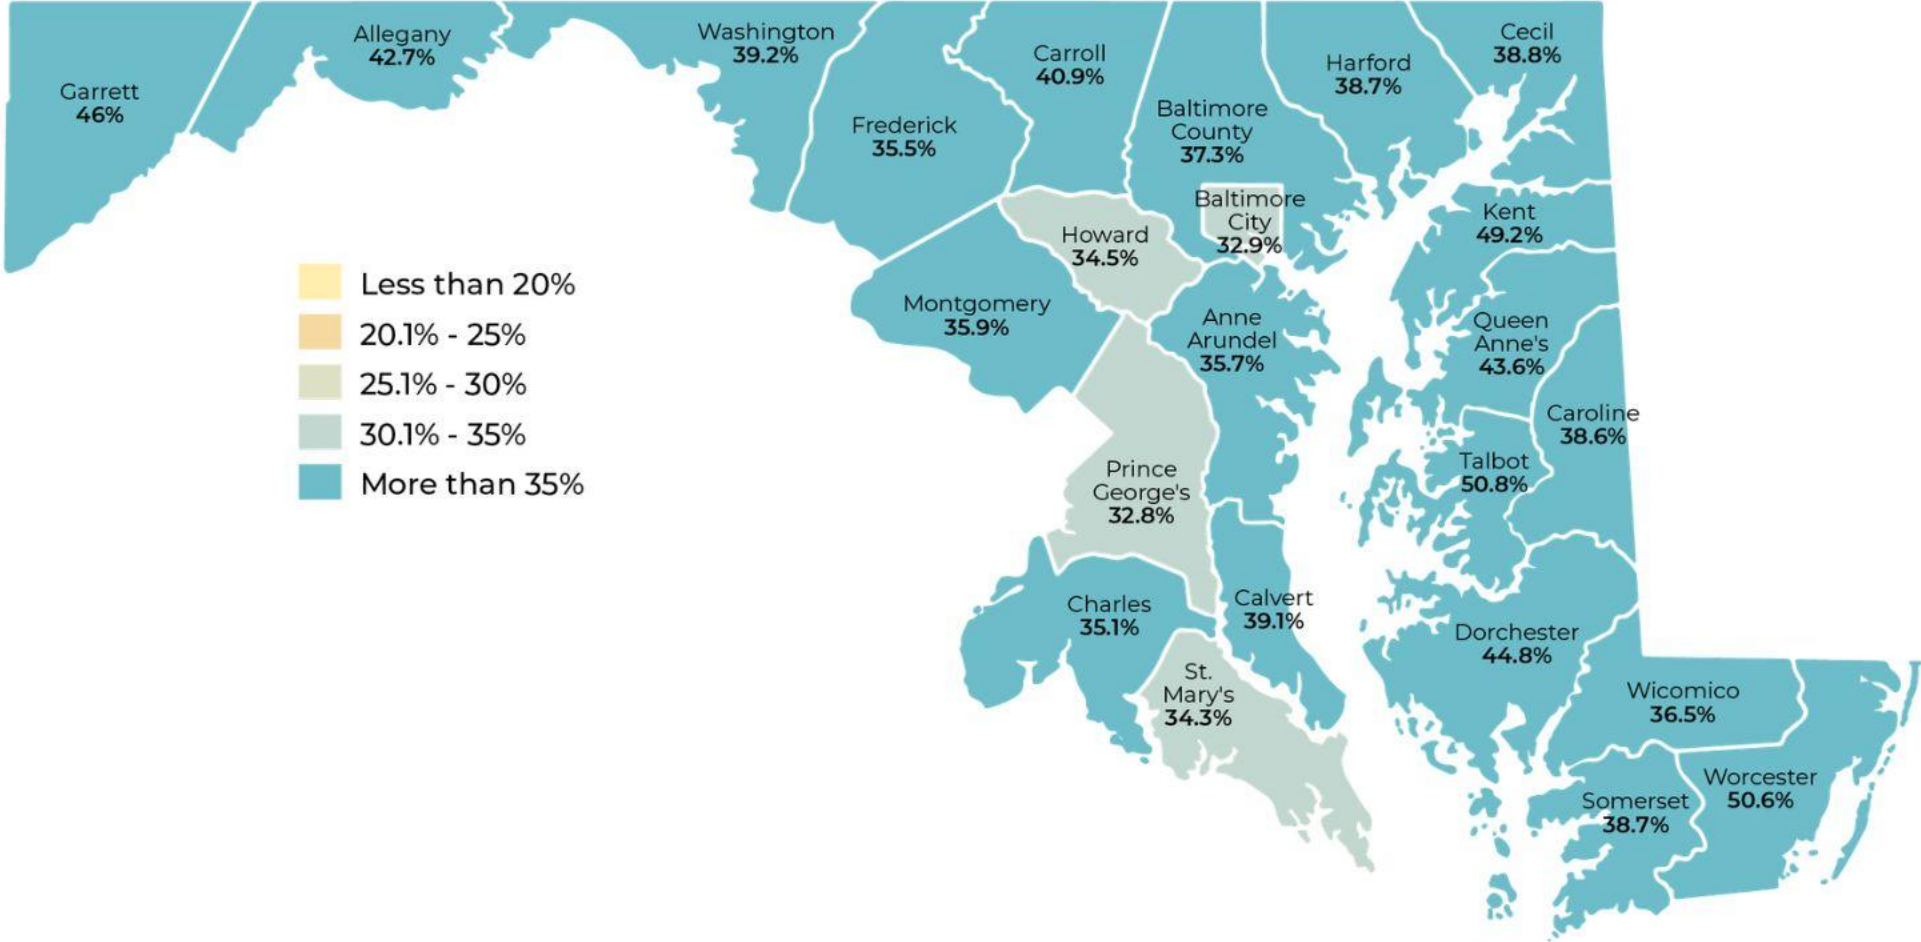 Garrett
46%
Allegany
42.7%
Washington
39.2%
Frederick
35.5%
Carroll
40.9%
Baltimore
County
37.3%
Baltimore
City
32.9%
Harford
38.7%
Cecil
38.8%
Howard
34.5%
Kent
49.2%
Montgomery
35.9%
Anne
Arundel
35.7%
Queen
Anne's
43.6%
Caroline
38.6%
Talbot
50.8%
Prince
George's
32.8%
Charles
35.1%
Calvert
39.1%
St.
Mary's
34.3%
Dorchester
44.8%
Wicomico
36.5%
Somerset
38.7%
Worcester
50.6%
Less than 20%
20.1% - 25%
25.1% - 30%
30.1% - 35%
More than 35%